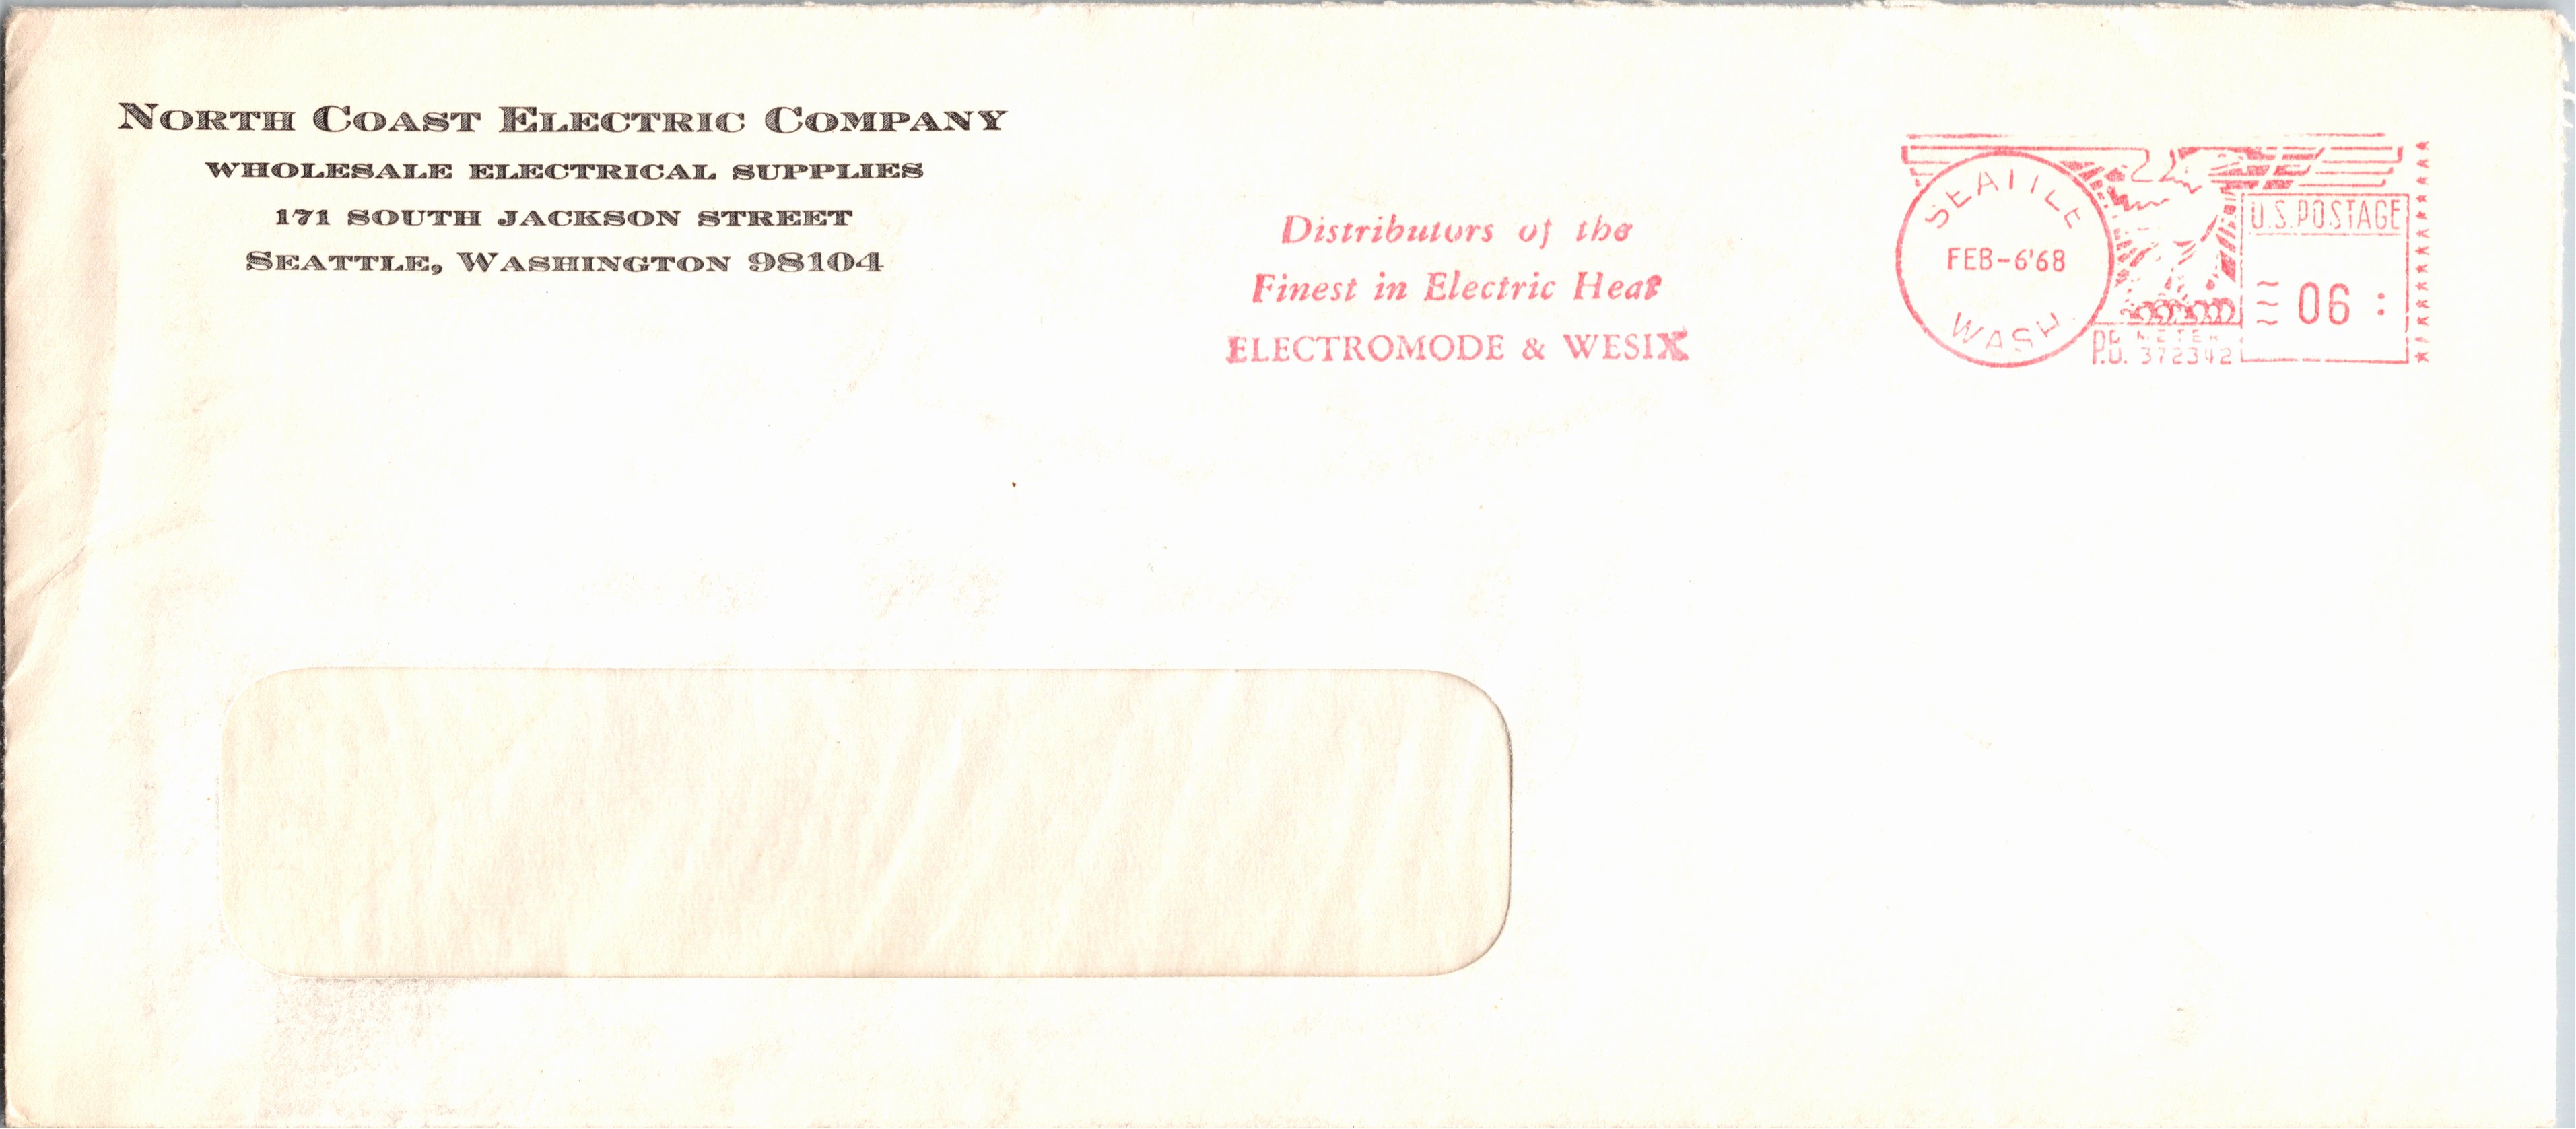 NORTH COAST ELECTRIC COMPANY
WHOLESALE ELECTRICAL SUPPLIES
171 SOUTH JACKSON STREET
SEATTLE, WASHINGTON 98104
Distributors of the
Finest in Electric Heat
ELECTROMODE & WESIX
SEATTLE
FEB-6'68
WASH
U.S. POSTAGE
06
P.B. METER
372342